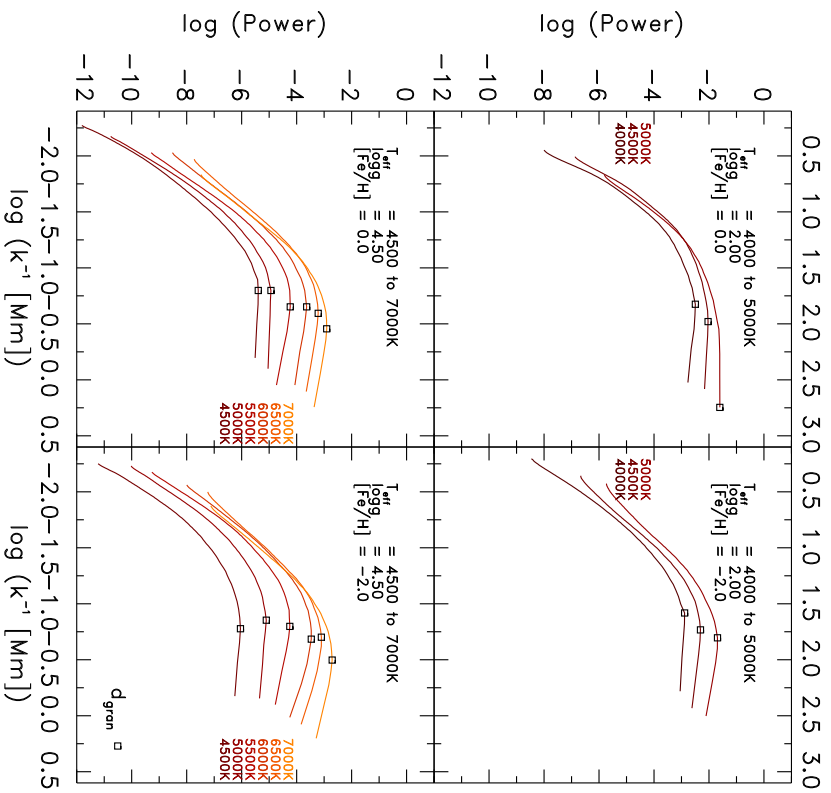 0.5 1.0 1.5 2.0 2.5 3.0
0.5 1.0 1.5 2.0 2.5 3.0
log (Power)
0
−2
−4
−6
−8
−10
−12
T_eff = 4000 to 5000K
logg = 2.00
[Fe/H] = 0.0
5000K
4500K
4000K
T_eff = 4000 to 5000K
logg = 2.00
[Fe/H] = −2.0
5000K
4500K
4000K
log (Power)
0
−2
−4
−6
−8
−10
−12
T_eff = 4500 to 7000K
logg = 4.50
[Fe/H] = 0.0
7000K
6500K
6000K
5500K
5000K
4500K
T_eff = 4500 to 7000K
logg = 4.50
[Fe/H] = −2.0
d_gran
7000K
6500K
6000K
5500K
5000K
4500K
−2.0 −1.5 −1.0 −0.5 0.0 0.5
−2.0 −1.5 −1.0 −0.5 0.0 0.5
log (k⁻¹ [Mm])
log (k⁻¹ [Mm])